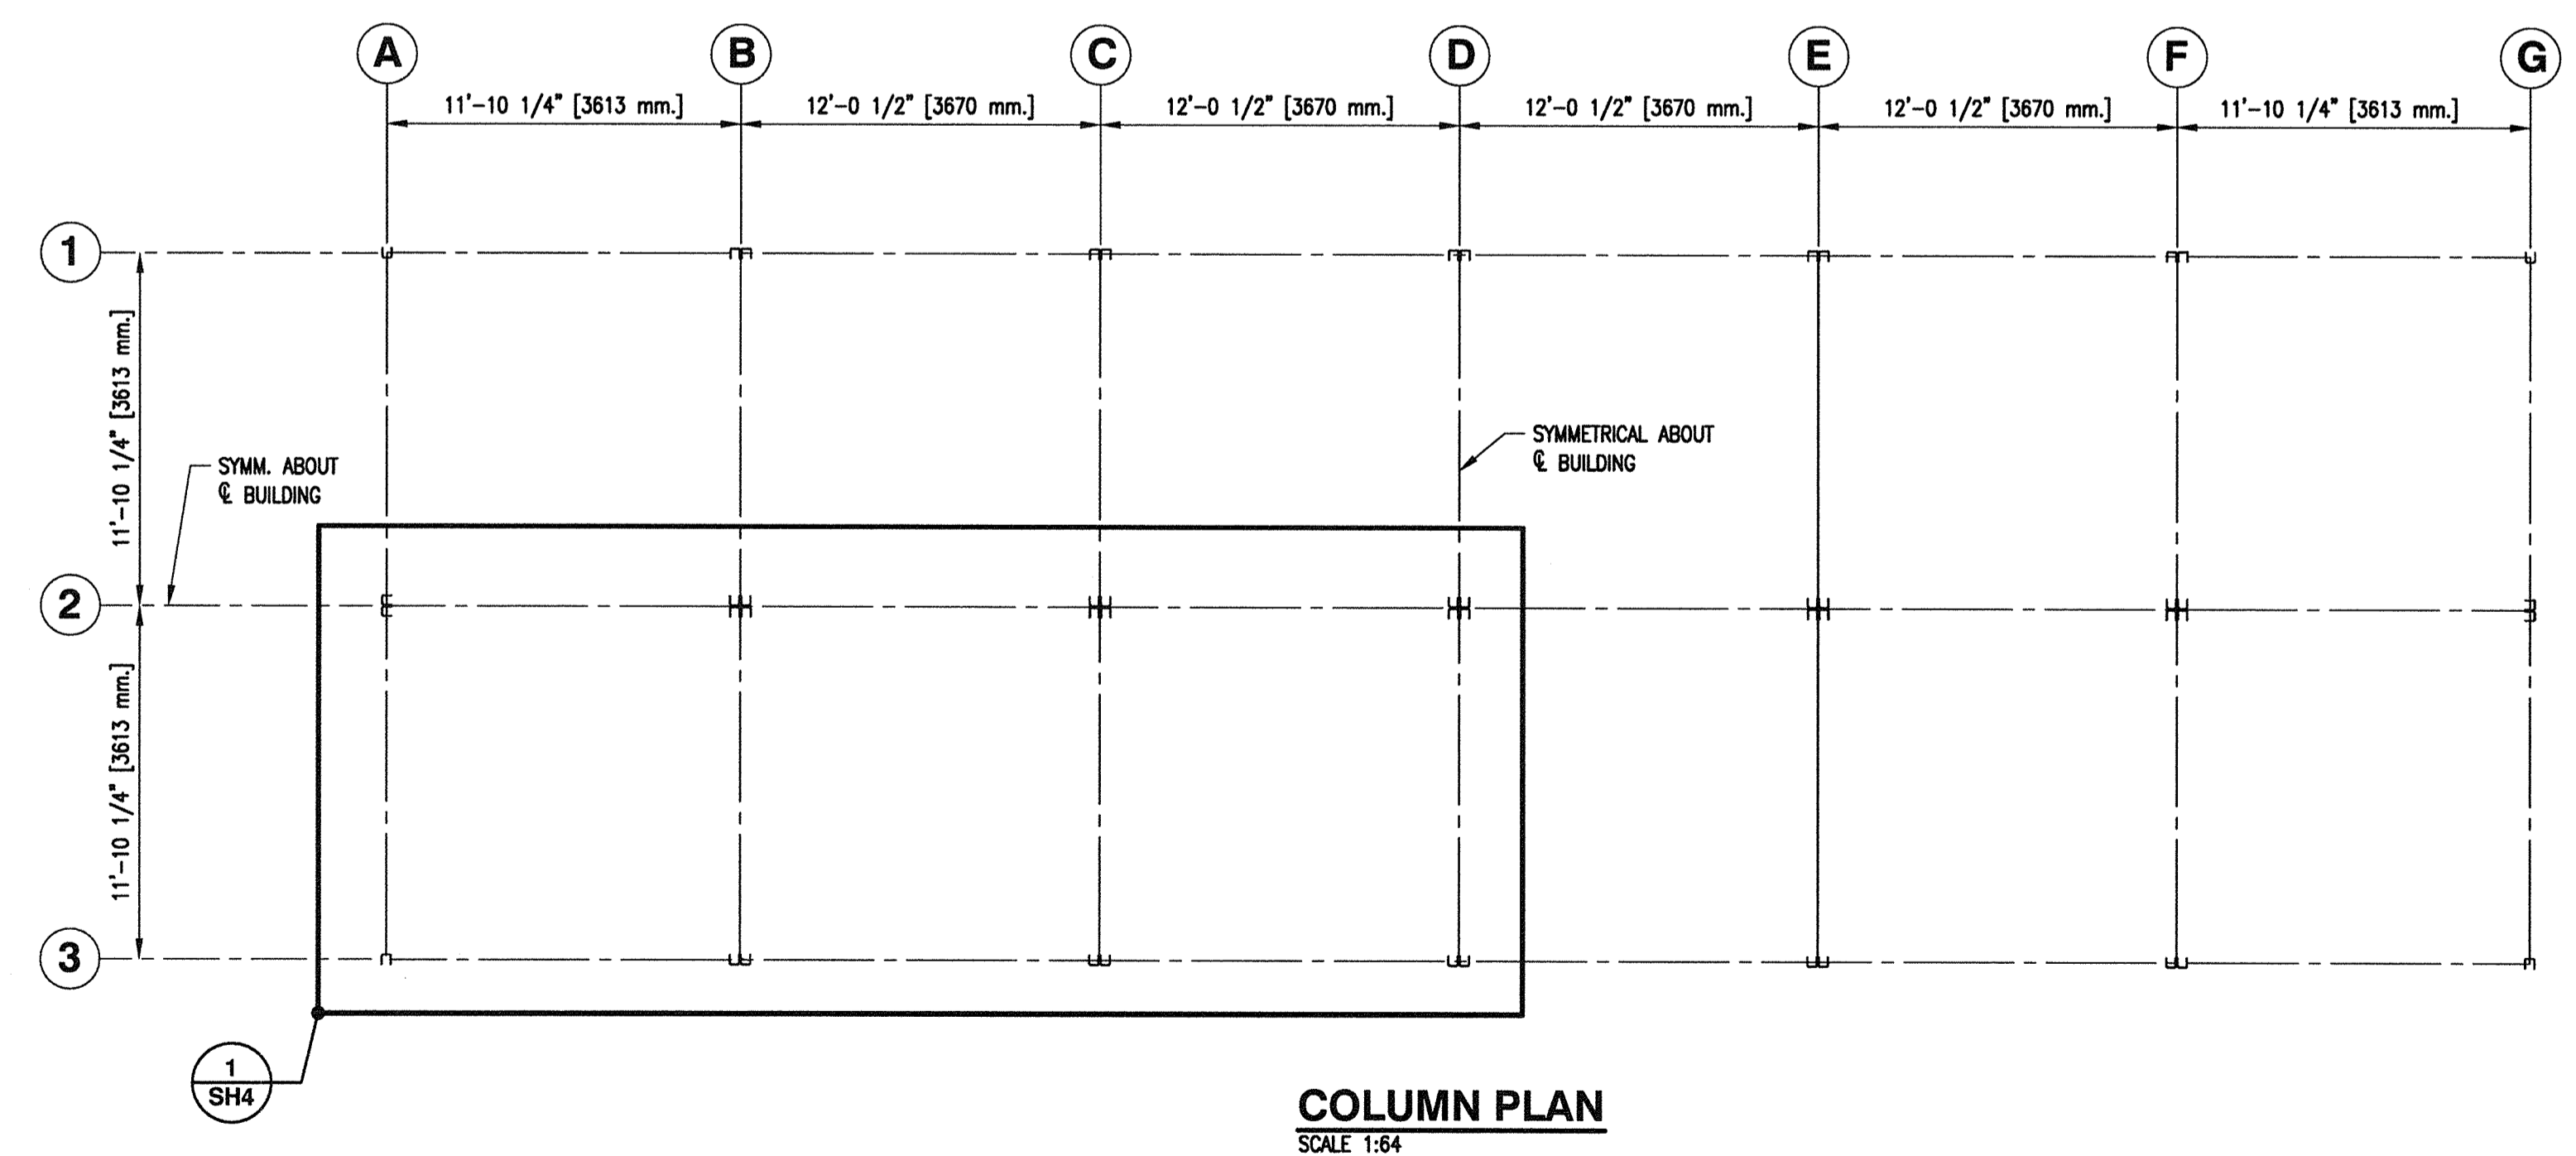 A B C D E F G
11'-10 1/4" [3613 mm.] 12'-0 1/2" [3670 mm.] 12'-0 1/2" [3670 mm.] 12'-0 1/2" [3670 mm.] 12'-0 1/2" [3670 mm.] 11'-10 1/4" [3613 mm.]
1
11'-10 1/4" [3613 mm.]
SYMMETRICAL ABOUT
℄ BUILDING
SYMM. ABOUT
℄ BUILDING
2
11'-10 1/4" [3613 mm.]
3
1
SH4
COLUMN PLAN
SCALE 1:64